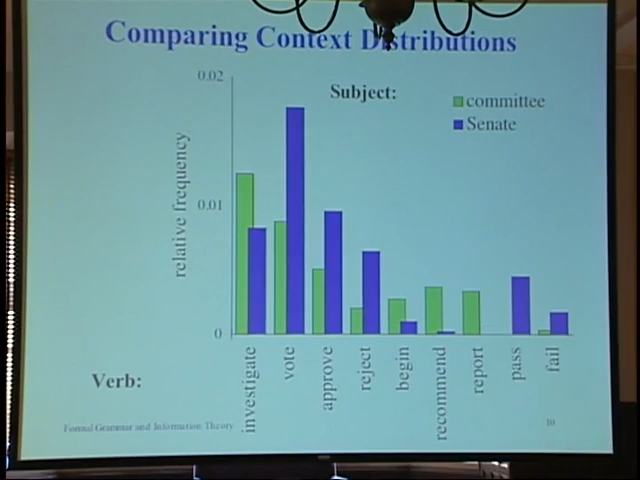 Comparing Context Distributions
0.02
Subject:
committee
Senate
relative frequency
0.01
0
investigate
vote
approve
reject
begin
recommend
report
pass
fail
Verb:
Formal Grammar and Information Theory
10